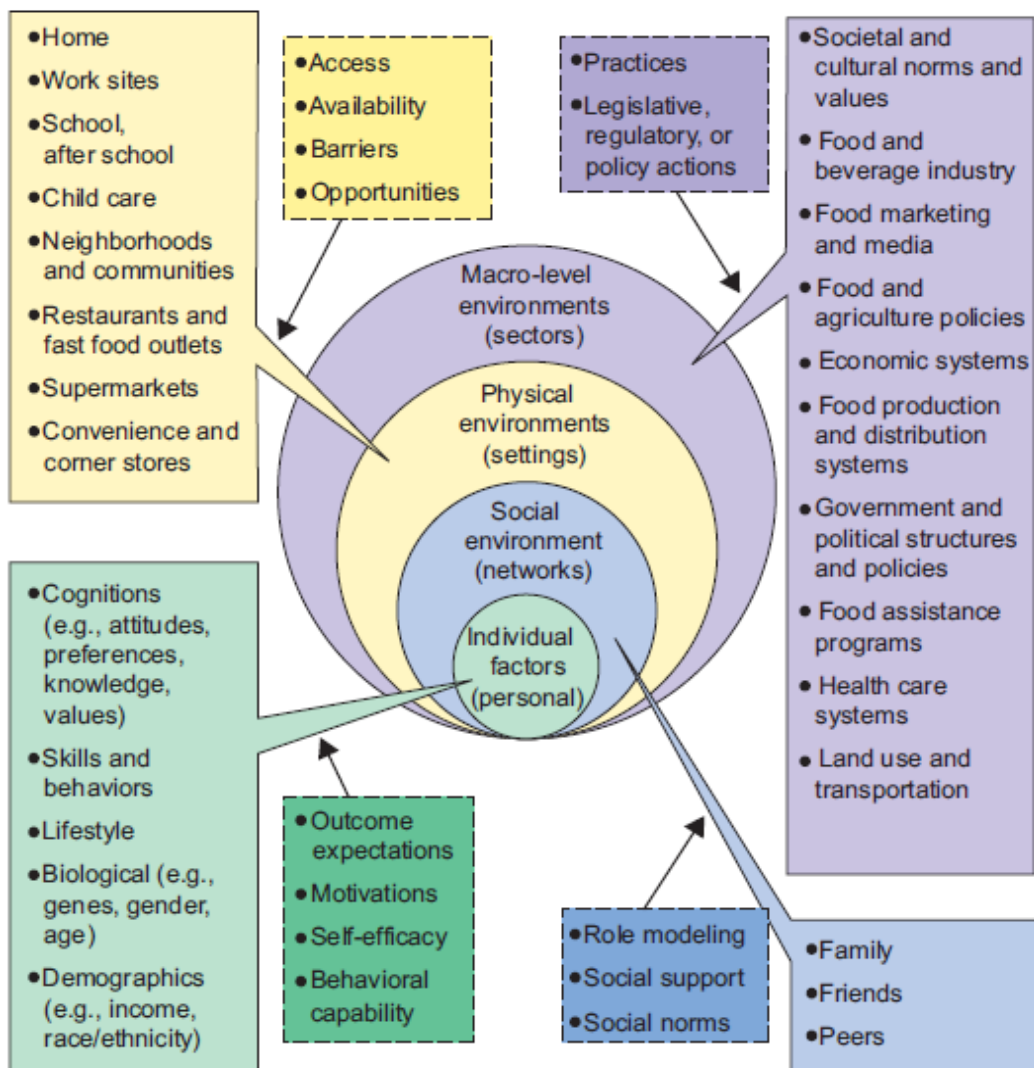 ●Home
●Work sites
●School,
after school
●Child care
●Neighborhoods
and communities
●Restaurants and
fast food outlets
●Supermarkets
●Convenience and
corner stores
●Access
●Availability
●Barriers
●Opportunities
●Practices
●Legislative,
regulatory, or
policy actions
●Societal and
cultural norms and
values
● Food and
beverage industry
●Food marketing
and media
● Food and
agriculture policies
● Economic systems
● Food production
and distribution
systems
●Government and
political structures
and policies
● Food assistance
programs
● Health care
systems
● Land use and
transportation
Macro-level
environments
(sectors)
Physical
environments
(settings)
Social
environment
(networks)
Individual
factors
(personal)
●Cognitions
(e.g., attitudes,
preferences,
knowledge,
values)
●Skills and
behaviors
●Lifestyle
●Biological (e.g.,
genes, gender,
age)
●Demographics
(e.g., income,
race/ethnicity)
●Outcome
expectations
●Motivations
●Self-efficacy
●Behavioral
capability
●Role modeling
●Social support
●Social norms
●Family
●Friends
●Peers